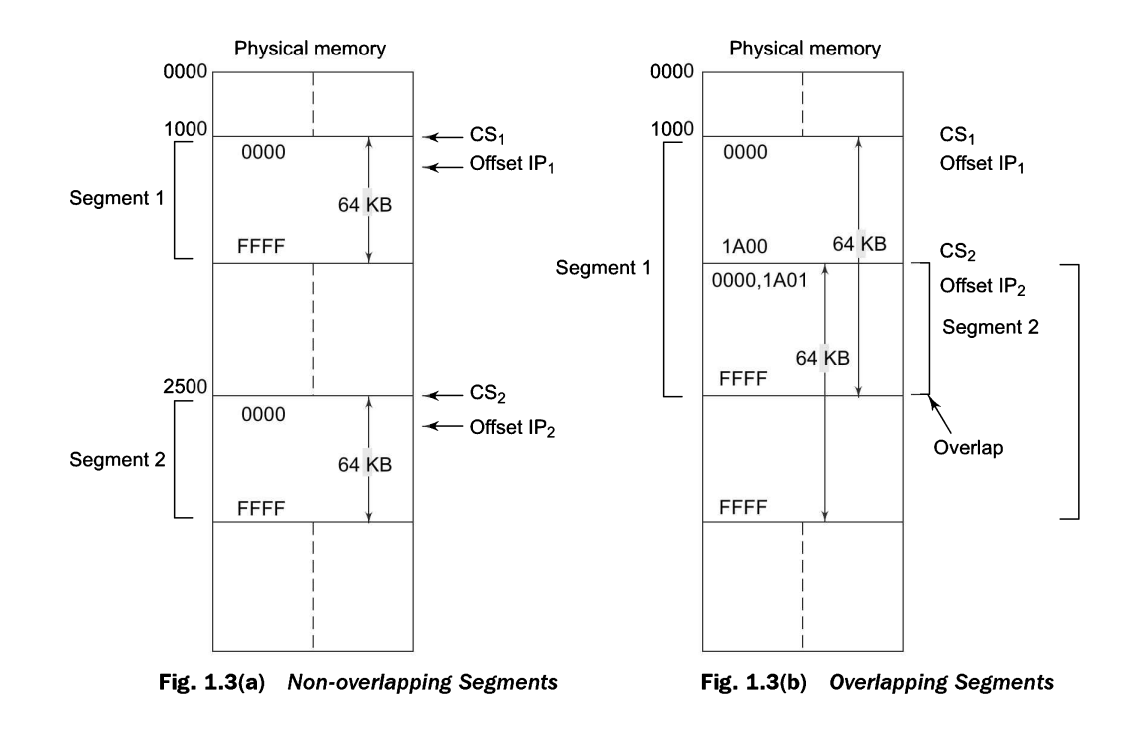 Physical memory
0000
1000
CS₁
0000
Offset IP₁
Segment 1
64 KB
FFFF
2500
CS₂
0000
Offset IP₂
Segment 2
64 KB
FFFF
Fig. 1.3(a) Non-overlapping Segments
Physical memory
0000
1000
CS₁
0000
Offset IP₁
1A00
64 KB
CS₂
Segment 1
0000,1A01
Offset IP₂
Segment 2
64 KB
FFFF
Overlap
FFFF
Fig. 1.3(b) Overlapping Segments